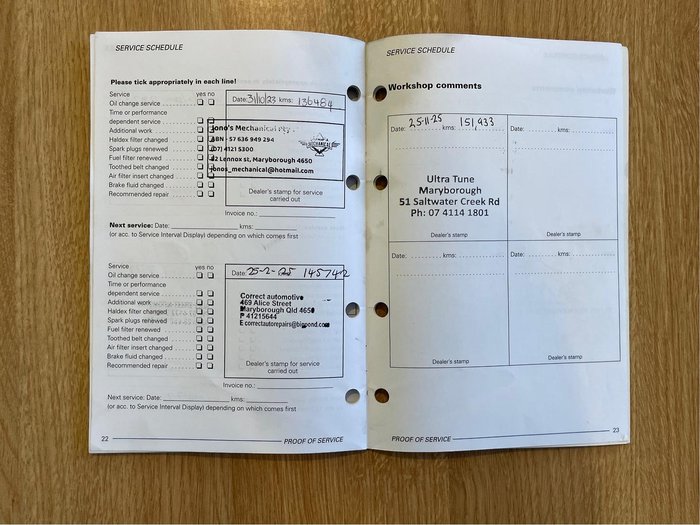 SERVICE SCHEDULE
Please tick appropriately in each line!
Service yes no
Oil change service
Time or performance
dependent service
Additional work
Haldex filter changed
Spark plugs renewed
Fuel filter renewed
Toothed belt changed
Air filter insert changed
Brake fluid changed
Recommended repair
Date: 31/10/23 kms: 136484
Jono's Mechanical
ABN - 57 636 949 294
(07) 4121 5300
42 Lennox st, Maryborough 4650
jonos_mechanical@hotmail.com
MECHANICAL
Dealer's stamp for service
carried out
Invoice no.:
Next service: Date: kms:
(or acc. to Service Interval Display) depending on which comes first
Service yes no
Oil change service
Time or performance
dependent service
Additional work
Haldex filter changed
Spark plugs renewed
Fuel filter renewed
Toothed belt changed
Air filter insert changed
Brake fluid changed
Recommended repair
Date: 25-2-25 145742
Correct automotive
469 Alice Street
Maryborough Qld 4650
P 41215644
E correctautorepairs@bigpond.com
Dealer's stamp for service
carried out
Invoice no.:
Next service: Date: kms:
(or acc. to Service Interval Display) depending on which comes first
22 PROOF OF SERVICE
SERVICE SCHEDULE
Workshop comments
Date: 25-11-25 kms: 151,933
Ultra Tune
Maryborough
51 Saltwater Creek Rd
Ph: 07 4114 1801
Dealer's stamp
Date: kms:
Dealer's stamp
Date: kms:
Dealer's stamp
Date: kms:
Dealer's stamp
PROOF OF SERVICE 23